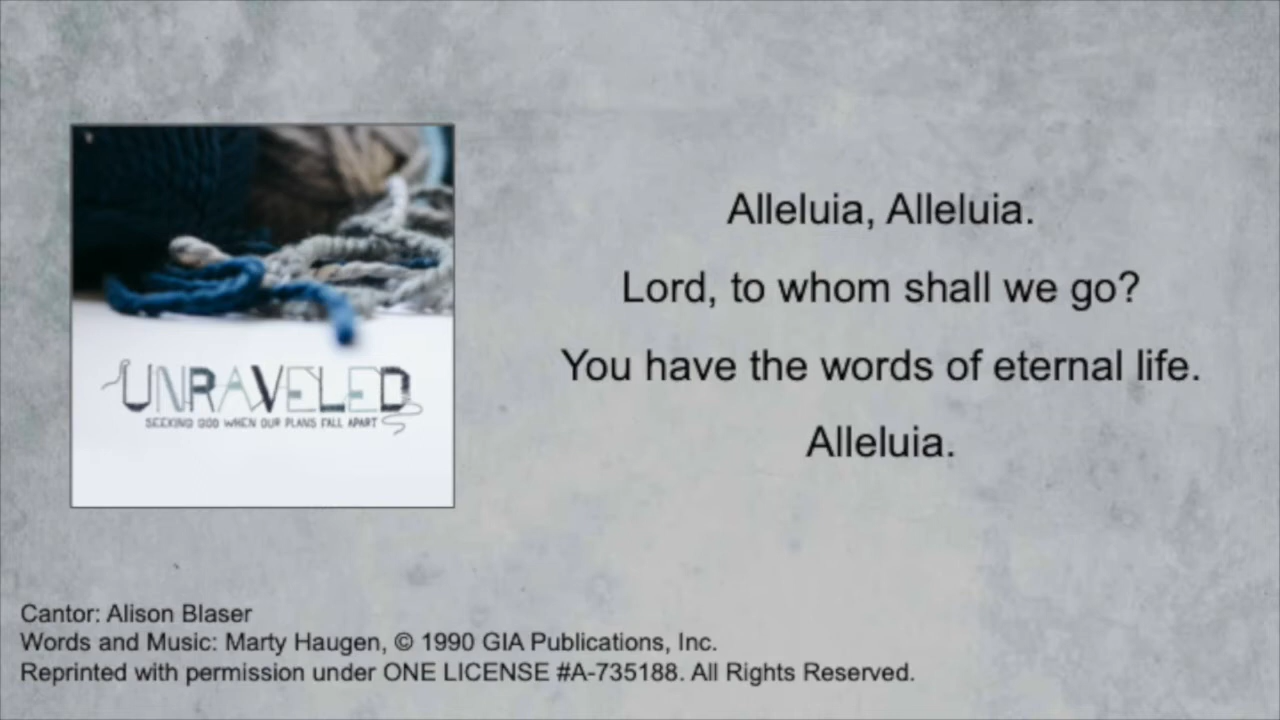 UNRAVELED
SEEKING GOD WHEN OUR PLANS FALL APART
Alleluia, Alleluia.
Lord, to whom shall we go?
You have the words of eternal life.
Alleluia.
Cantor: Alison Blaser
Words and Music: Marty Haugen, © 1990 GIA Publications, Inc.
Reprinted with permission under ONE LICENSE #A-735188. All Rights Reserved.